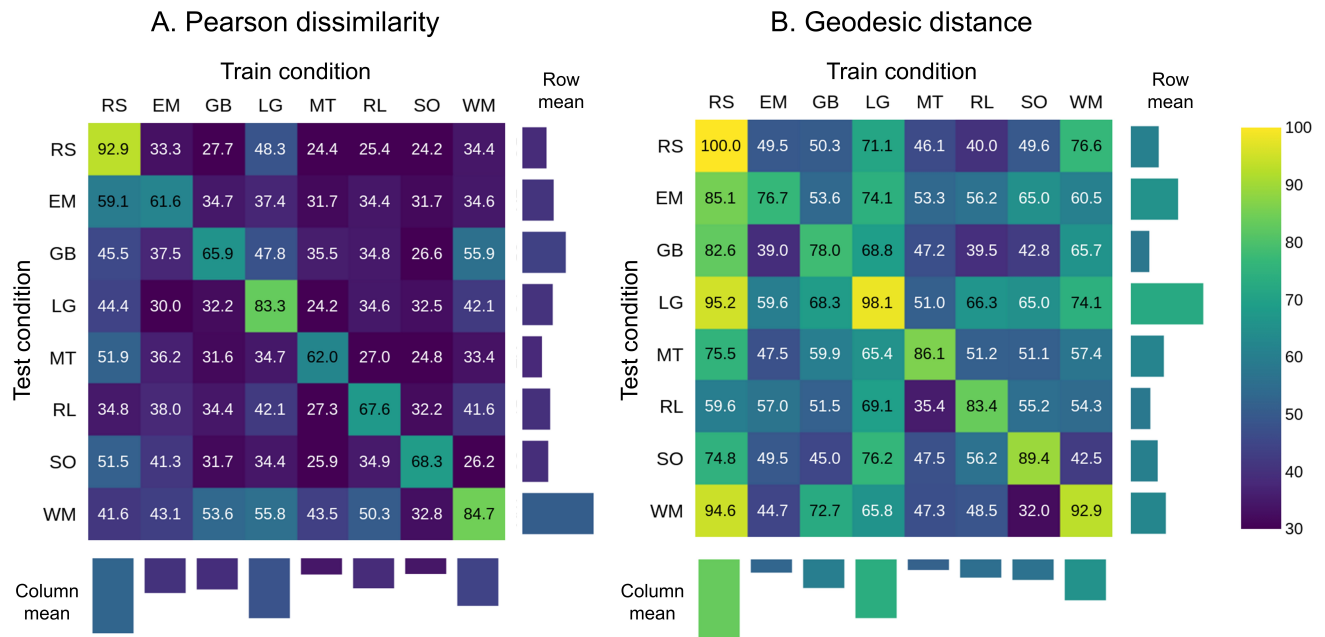 A. Pearson dissimilarity
Train condition
Row
mean
RS EM GB LG MT RL SO WM
RS 92.9 33.3 27.7 48.3 24.4 25.4 24.2 34.4
EM 59.1 61.6 34.7 37.4 31.7 34.4 31.7 34.6
GB 45.5 37.5 65.9 47.8 35.5 34.8 26.6 55.9
LG 44.4 30.0 32.2 83.3 24.2 34.6 32.5 42.1
MT 51.9 36.2 31.6 34.7 62.0 27.0 24.8 33.4
RL 34.8 38.0 34.4 42.1 27.3 67.6 32.2 41.6
SO 51.5 41.3 31.7 34.4 25.9 34.9 68.3 26.2
WM 41.6 43.1 53.6 55.8 43.5 50.3 32.8 84.7
Test condition
Column
mean
B. Geodesic distance
Train condition
Row
mean
RS EM GB LG MT RL SO WM
RS 100.0 49.5 50.3 71.1 46.1 40.0 49.6 76.6
EM 85.1 76.7 53.6 74.1 53.3 56.2 65.0 60.5
GB 82.6 39.0 78.0 68.8 47.2 39.5 42.8 65.7
LG 95.2 59.6 68.3 98.1 51.0 66.3 65.0 74.1
MT 75.5 47.5 59.9 65.4 86.1 51.2 51.1 57.4
RL 59.6 57.0 51.5 69.1 35.4 83.4 55.2 54.3
SO 74.8 49.5 45.0 76.2 47.5 56.2 89.4 42.5
WM 94.6 44.7 72.7 65.8 47.3 48.5 32.0 92.9
Test condition
Column
mean
100
90
80
70
60
50
40
30